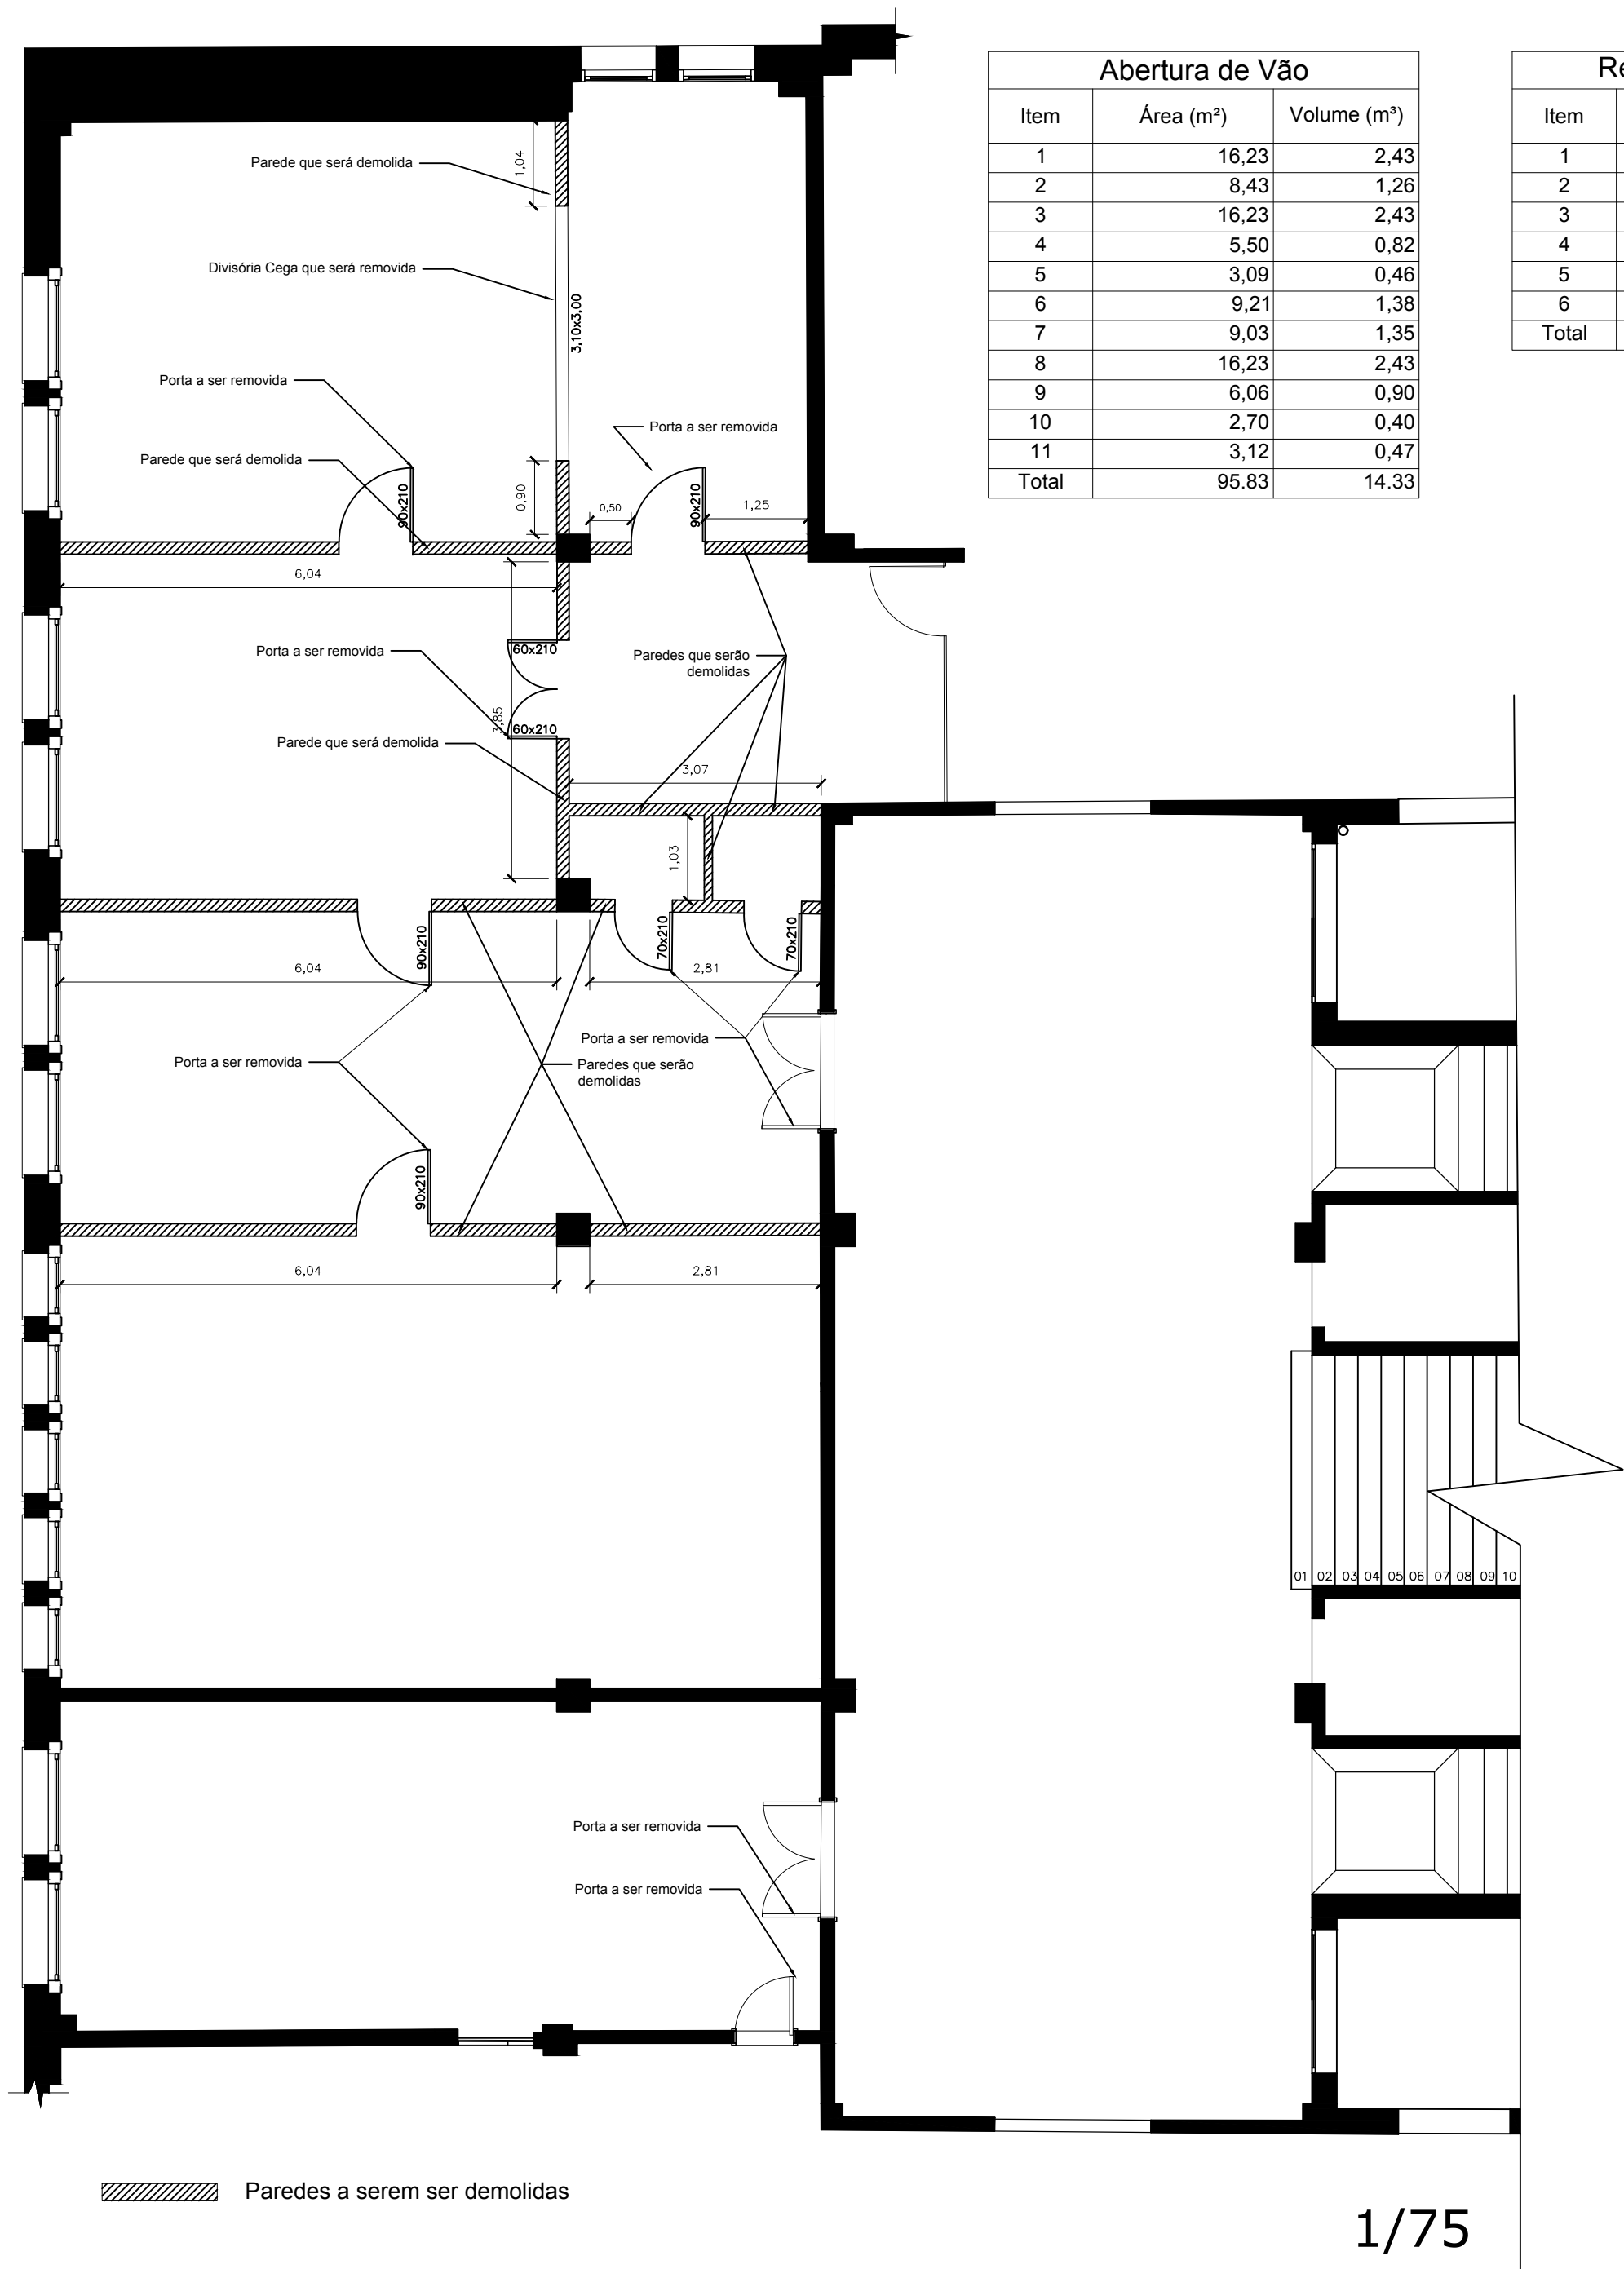 Abertura de Vão
Item Área (m²) Volume (m³)
1 16,23 2,43
2 8,43 1,26
3 16,23 2,43
4 5,50 0,82
5 3,09 0,46
6 9,21 1,38
7 9,03 1,35
8 16,23 2,43
9 6,06 0,90
10 2,70 0,40
11 3,12 0,47
Total 95.83 14.33
Item
1
2
3
4
5
6
Total
Parede que será demolida
1,04
Divisória Cega que será removida
3,10x3,00
Porta a ser removida
Porta a ser removida
Parede que será demolida
90x210
0,90
0,50
90x210
1,25
6,04
Porta a ser removida
60x210
Paredes que serão
demolidas
3,85
60x210
Parede que será demolida
3,07
1,03
90x210
70x210
70x210
6,04
2,81
Porta a ser removida
Porta a ser removida
Paredes que serão
demolidas
90x210
6,04
2,81
01 02 03 04 05 06 07 08 09 10
Porta a ser removida
Porta a ser removida
Paredes a serem ser demolidas
1/75